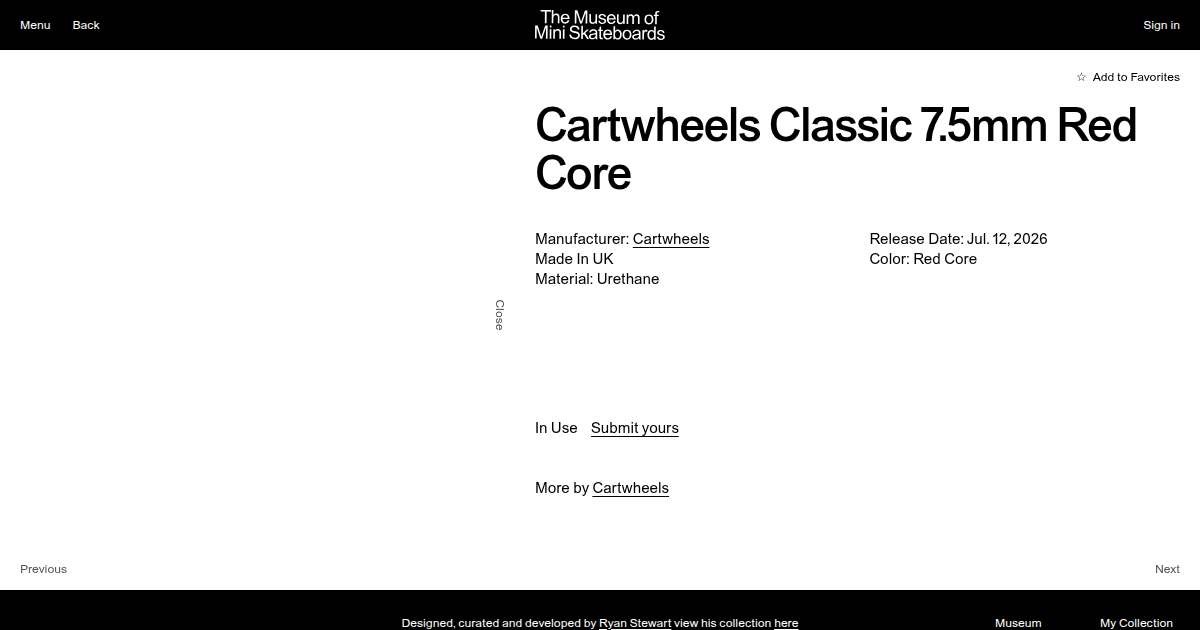 Menu
Back
The Museum of
Mini Skateboards
Sign in
☆ Add to Favorites
Cartwheels Classic 7.5mm Red
Core
Manufacturer: Cartwheels
Made In UK
Material: Urethane
Release Date: Jul. 12, 2026
Color: Red Core
Close
In Use
Submit yours
More by Cartwheels
Previous
Next
Designed, curated and developed by Ryan Stewart view his collection here
Museum
My Collection